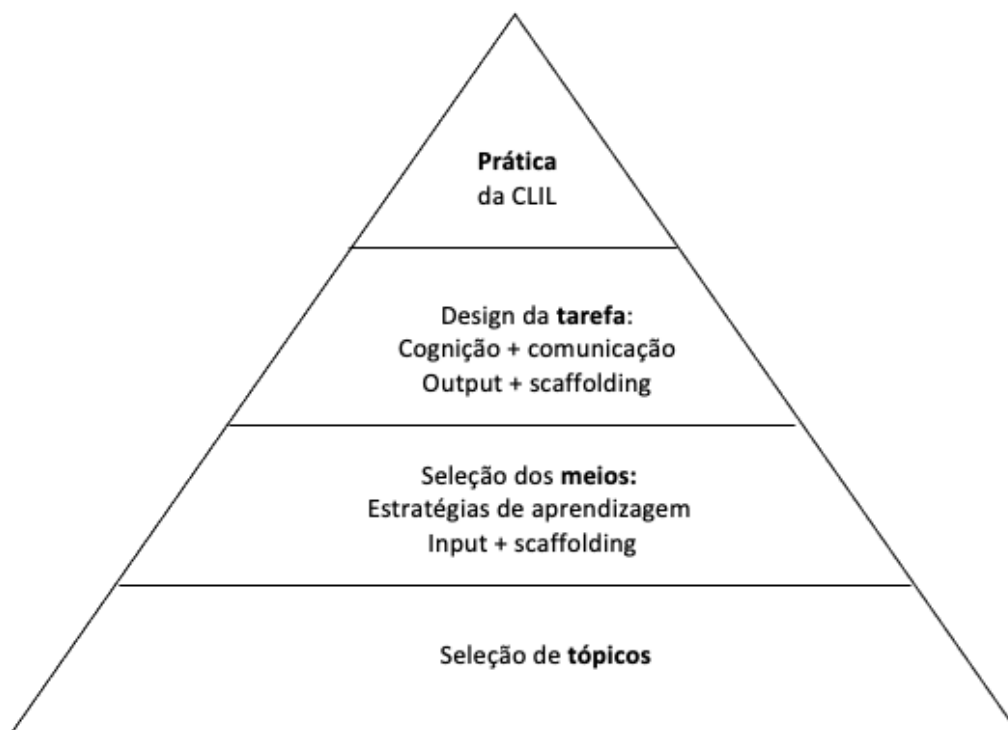 Prática
da CLIL
Design da tarefa:
Cognição + comunicação
Output + scaffolding
Seleção dos meios:
Estratégias de aprendizagem
Input + scaffolding
Seleção de tópicos